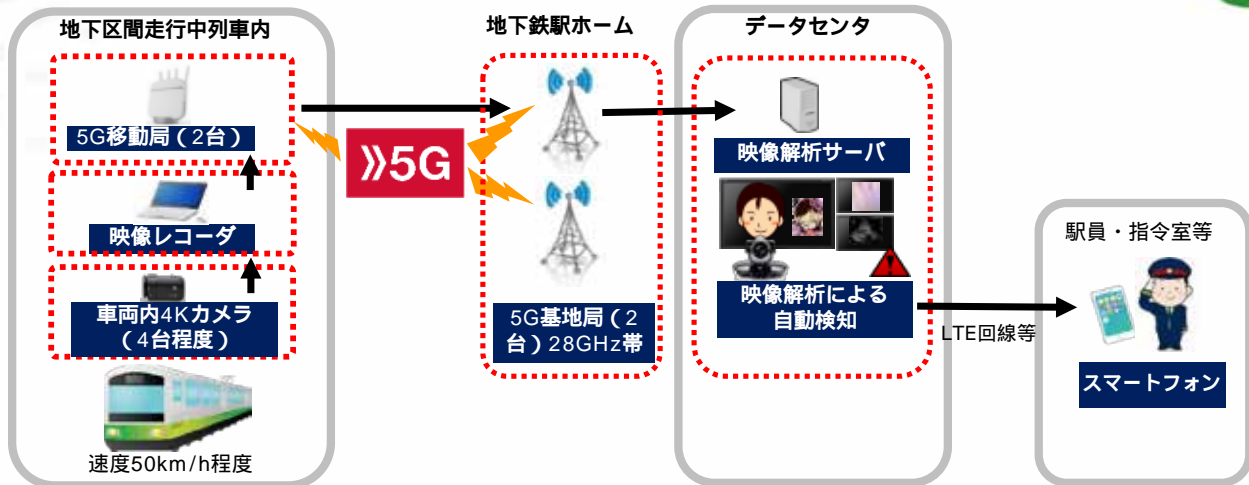 地下区間走行中列車内
5G移動局（2台）
映像レコーダ
車両内4Kカメラ
（4台程度）
速度50km/h程度
》5G
地下鉄駅ホーム
5G基地局（2
台）28GHz帯
データセンタ
映像解析サーバ
映像解析による
自動検知
LTE回線等
駅員・指令室等
スマートフォン